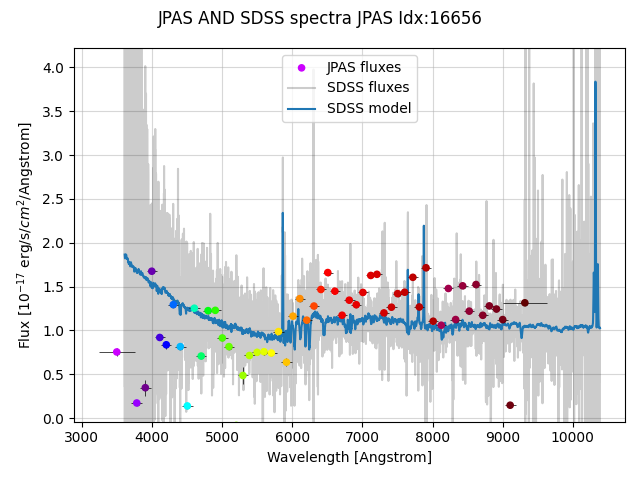 JPAS AND SDSS spectra JPAS Idx:16656
JPAS fluxes
SDSS fluxes
SDSS model
4.0
3.5
3.0
2.5
2.0
1.5
1.0
0.5
0.0
Flux [10⁻¹⁷ erg/s/cm²/Angstrom]
3000 4000 5000 6000 7000 8000 9000 10000
Wavelength [Angstrom]